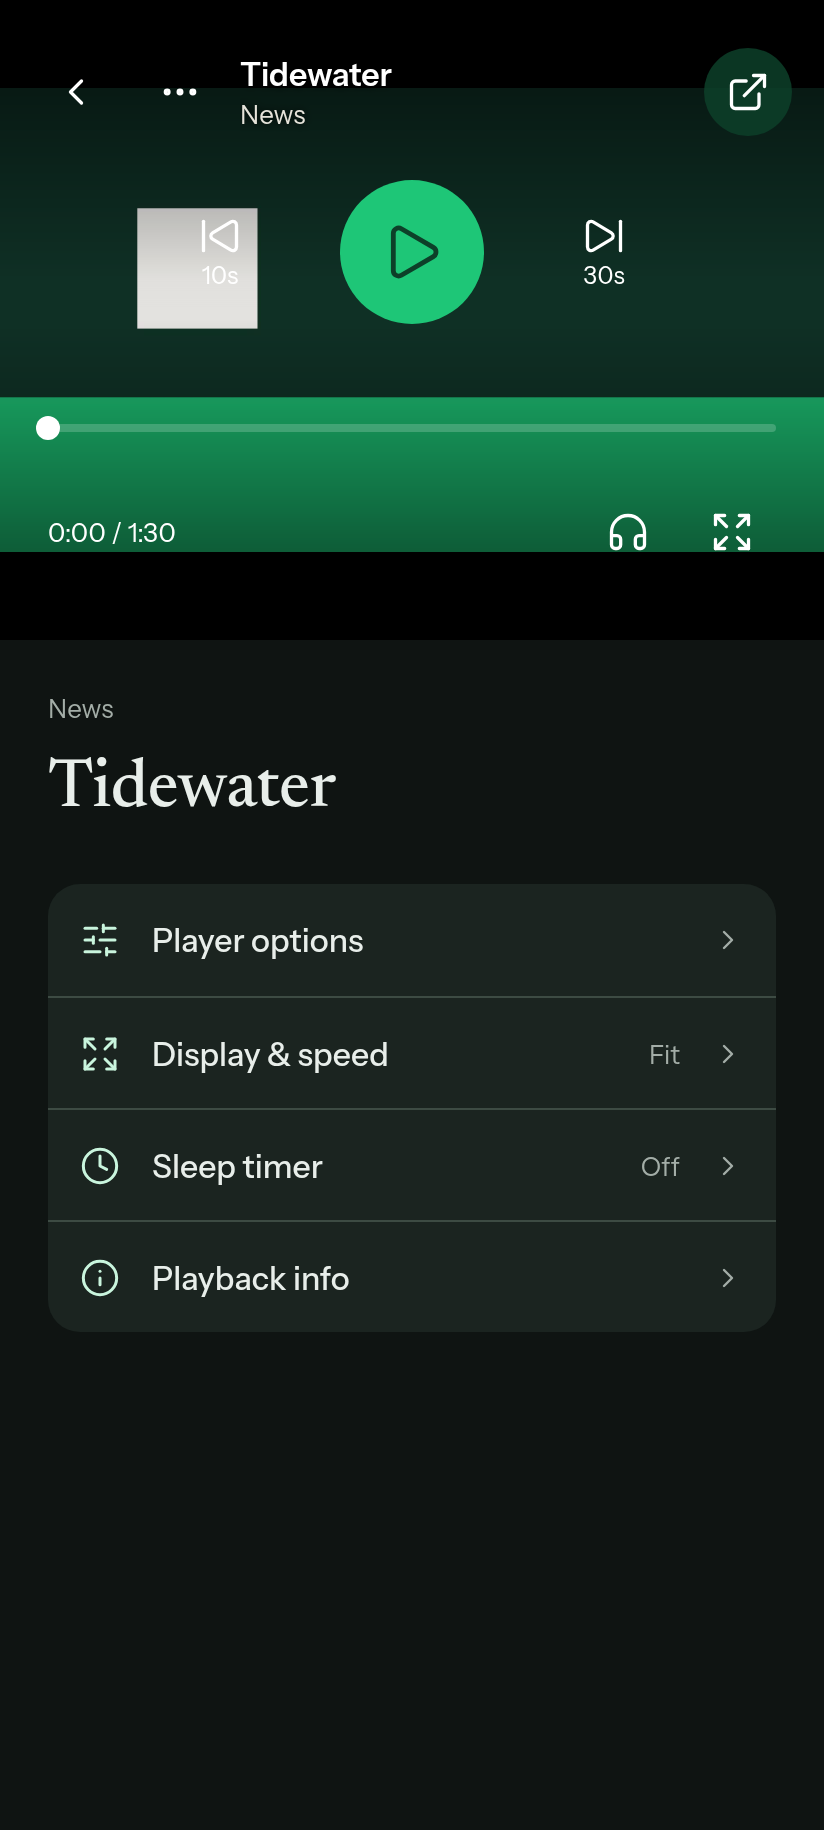 Tidewater
News
10s
30s
0:00 / 1:30
News
Tidewater
Player options
Display & speed
Fit
Sleep timer
Off
Playback info